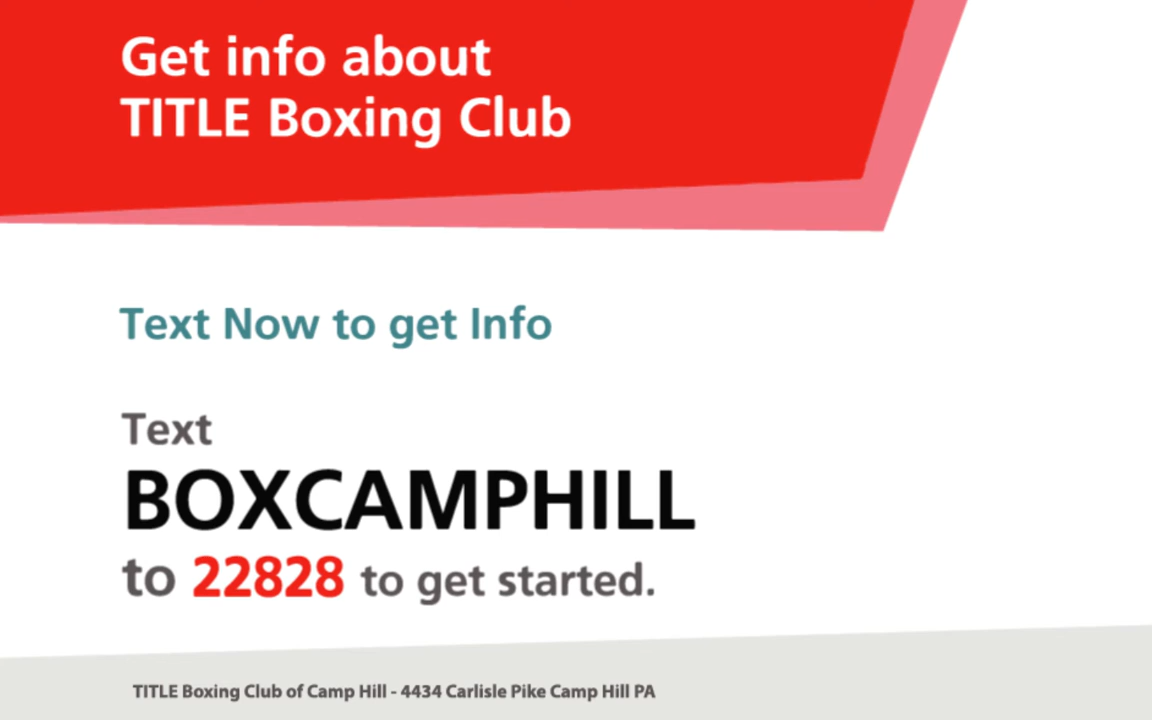 Get info about
TITLE Boxing Club
Text Now to get Info
Text
BOXCAMPHILL
to 22828 to get started.
TITLE Boxing Club of Camp Hill - 4434 Carlisle Pike Camp Hill PA